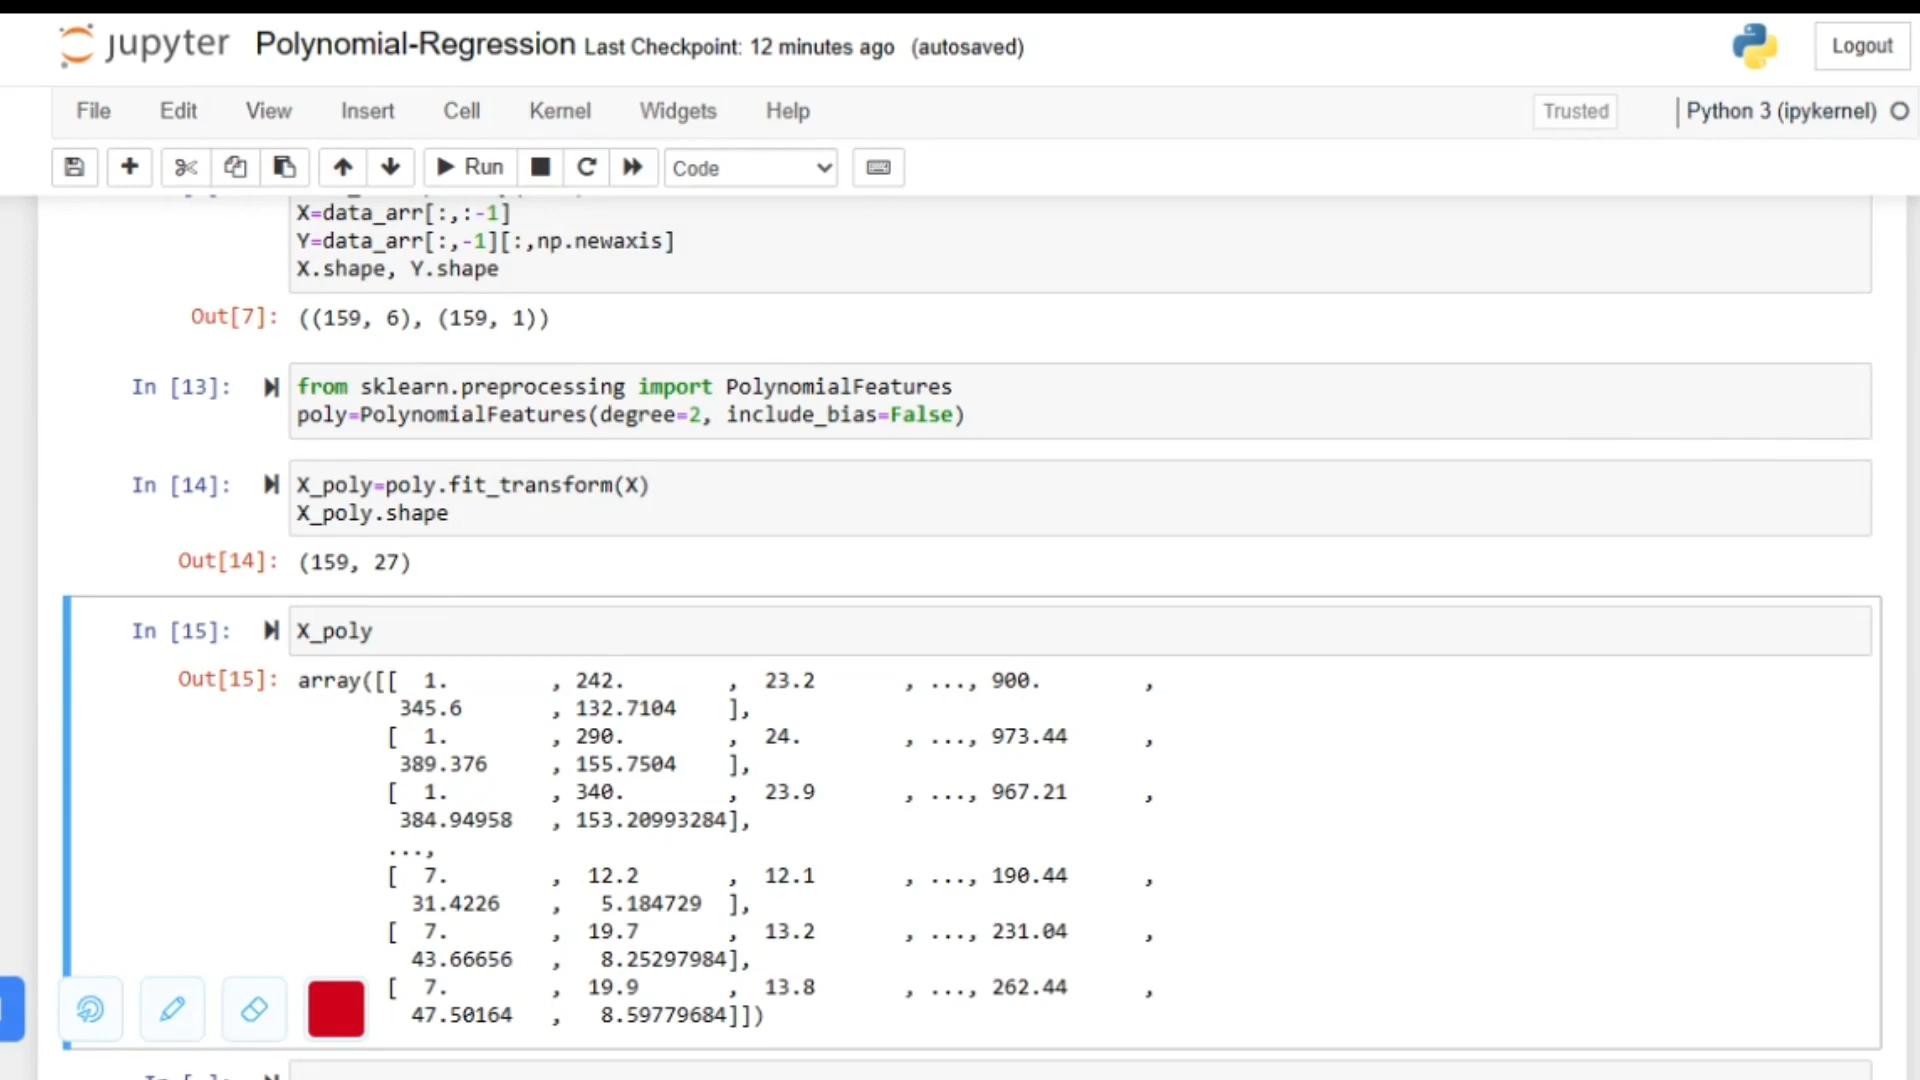 jupyter Polynomial-Regression Last Checkpoint: 12 minutes ago (autosaved) Logout
File Edit View Insert Cell Kernel Widgets Help Trusted Python 3 (ipykernel)
Run Code
X=data_arr[:,:-1]
Y=data_arr[:,-1][:,np.newaxis]
X.shape, Y.shape
Out[7]: ((159, 6), (159, 1))
In [13]: from sklearn.preprocessing import PolynomialFeatures
poly=PolynomialFeatures(degree=2, include_bias=False)
In [14]: X_poly=poly.fit_transform(X)
X_poly.shape
Out[14]: (159, 27)
In [15]: X_poly
Out[15]: array([[ 1. , 242. , 23.2 , ..., 900. ,
345.6 , 132.7104 ],
[ 1. , 290. , 24. , ..., 973.44 ,
389.376 , 155.7504 ],
[ 1. , 340. , 23.9 , ..., 967.21 ,
384.94958 , 153.20993284],
...,
[ 7. , 12.2 , 12.1 , ..., 190.44 ,
31.4226 , 5.184729 ],
[ 7. , 19.7 , 13.2 , ..., 231.04 ,
43.66656 , 8.25297984],
[ 7. , 19.9 , 13.8 , ..., 262.44 ,
47.50164 , 8.59779684]])